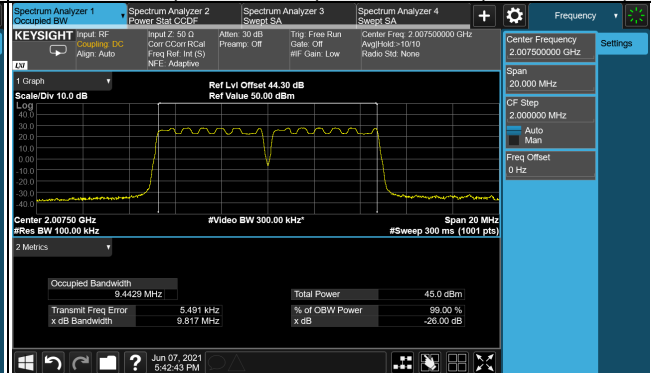 Spectrum Analyzer 1
Occupied BW
Spectrum Analyzer 2
Power Stat CCDF
Spectrum Analyzer 3
Swept SA
Spectrum Analyzer 4
Swept SA
Frequency
KEYSIGHT
Input: RF
Coupling: DC
Align: Auto
Input Z: 50 Ω
Corr CCorr RCal
Freq Ref: Int (S)
NFE: Adaptive
Atten: 30 dB
Preamp: Off
Trig: Free Run
Gate: Off
#IF Gain: Low
Center Freq: 2.007500000 GHz
Avg|Hold:>10/10
Radio Std: None
LXI
Center Frequency
2.007500000 GHz
Settings
Span
20.000 MHz
CF Step
2.000000 MHz
Auto
Man
Freq Offset
0 Hz
1 Graph
Scale/Div 10.0 dB
Ref Lvl Offset 44.30 dB
Ref Value 50.00 dBm
Log
40.0
30.0
20.0
10.0
0.00
-10.0
-20.0
-30.0
-40.0
Center 2.00750 GHz
#Res BW 100.00 kHz
#Video BW 300.00 kHz*
Span 20 MHz
#Sweep 300 ms (1001 pts)
2 Metrics
Occupied Bandwidth
9.4429 MHz
Total Power 45.0 dBm
Transmit Freq Error 5.491 kHz
% of OBW Power 99.00 %
x dB Bandwidth 9.817 MHz
x dB -26.00 dB
?
Jun 07, 2021
5:42:43 PM